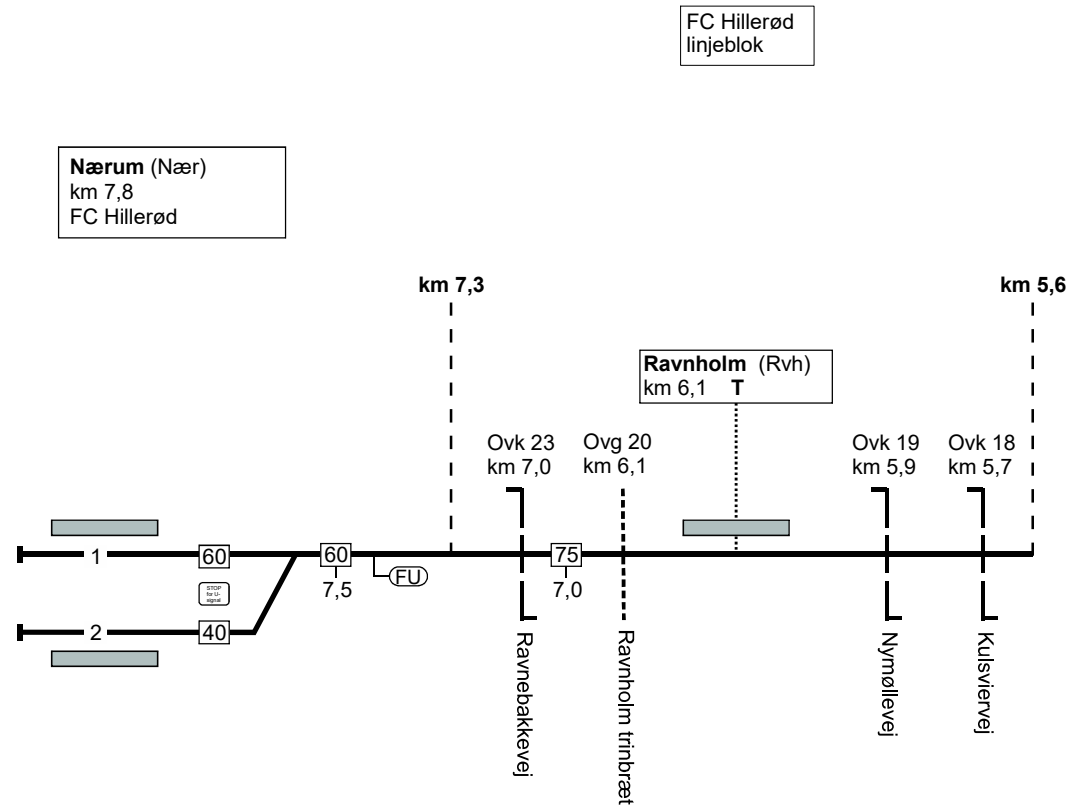 FC Hillerød
linjeblok
Nærum (Nær)
km 7,8
FC Hillerød
km 7,3
km 5,6
Ravnholm (Rvh)
km 6,1 T
Ovk 23
km 7,0
Ovg 20
km 6,1
Ovk 19
km 5,9
Ovk 18
km 5,7
1
60
60
7,5
FU
75
7,0
STOP
for U-
signal
2
40
Ravnebakkevej
Ravnholm trinbræt
Nymøllevej
Kulsviervej